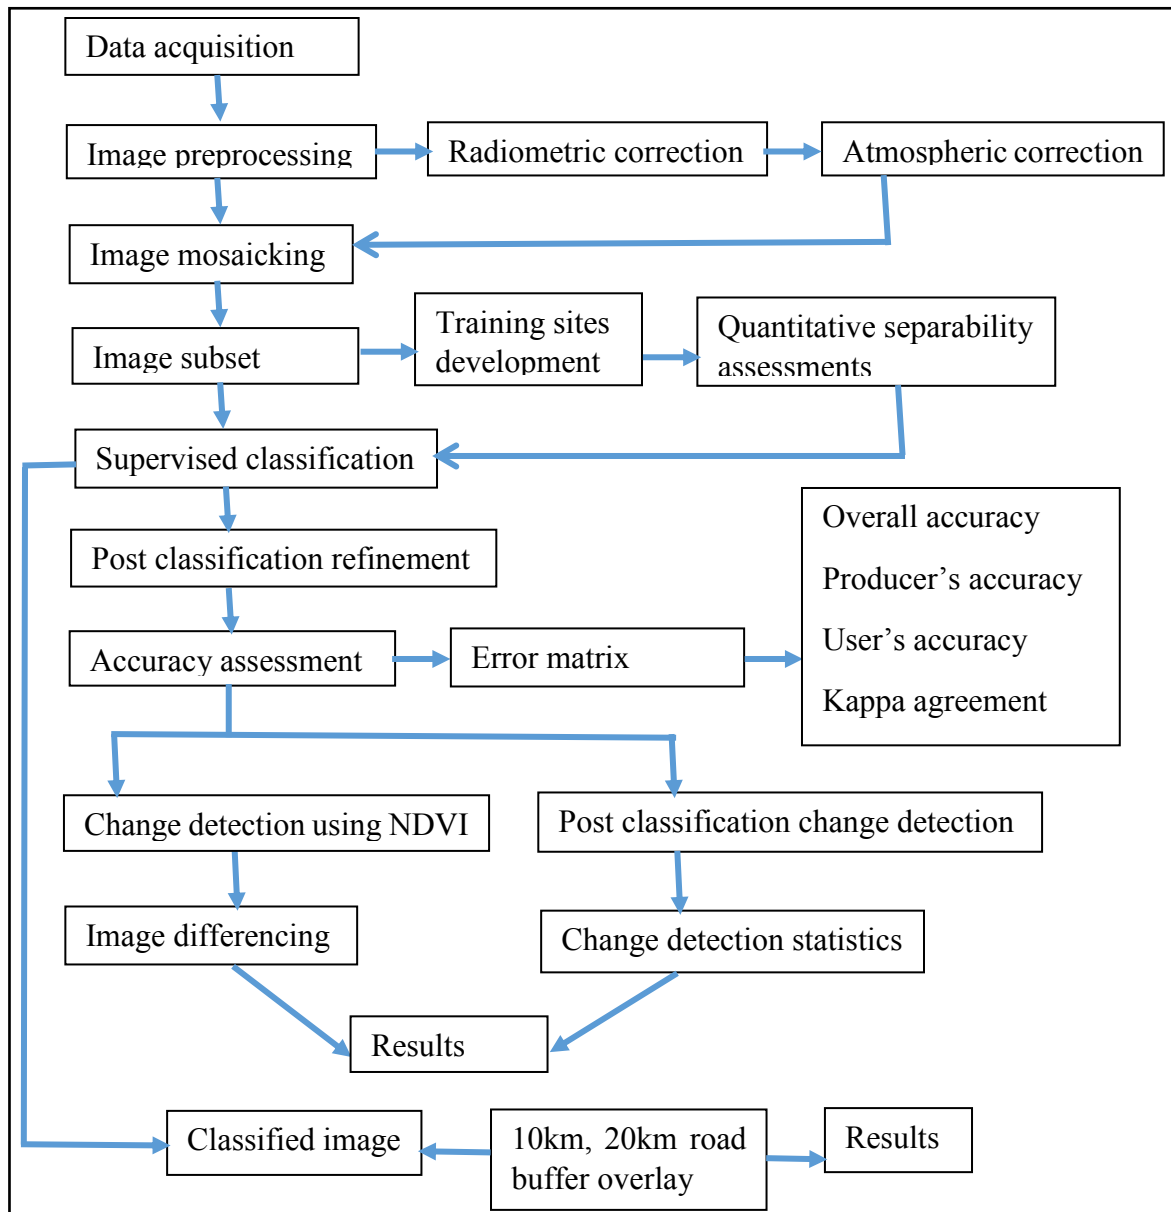 Data acquisition
Image preprocessing
Radiometric correction
Atmospheric correction
Image mosaicking
Image subset
Training sites
development
Quantitative separability
assessments
Supervised classification
Post classification refinement
Accuracy assessment
Error matrix
Overall accuracy
Producer’s accuracy
User’s accuracy
Kappa agreement
Change detection using NDVI
Post classification change detection
Image differencing
Change detection statistics
Results
Classified image
10km, 20km road
buffer overlay
Results